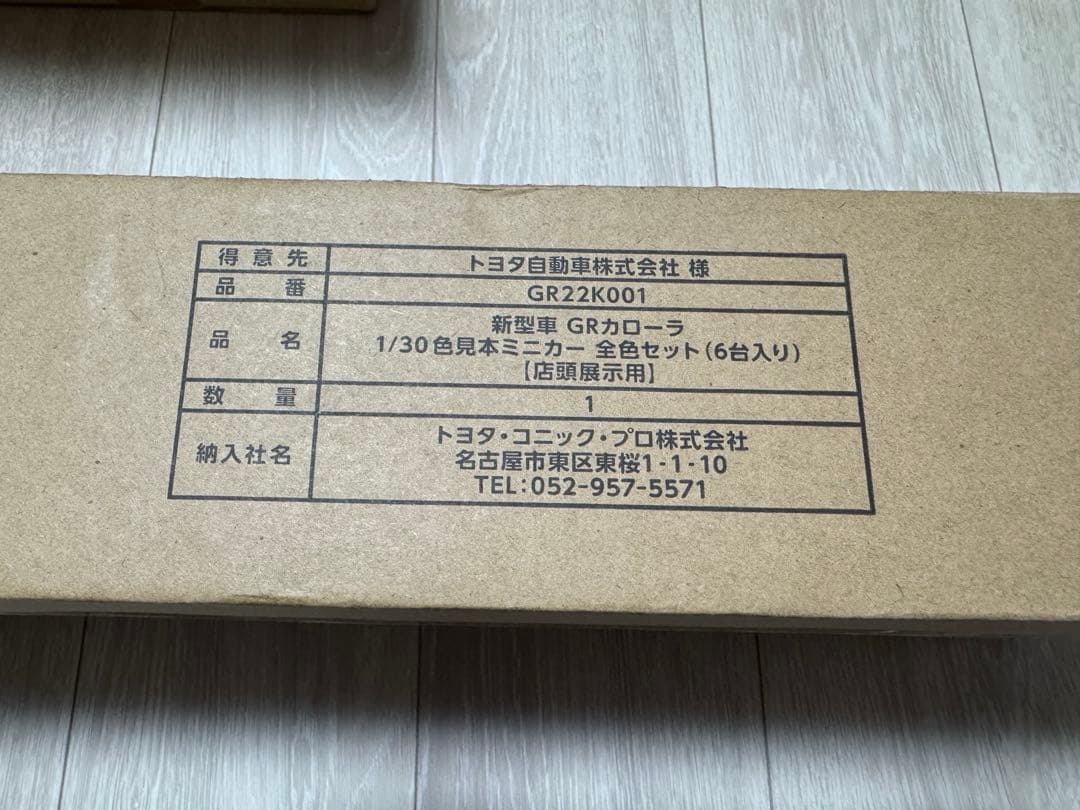 得意先 トヨタ自動車株式会社 様
品番 GR22K001
品名 新型車 GRカローラ
1/30色見本ミニカー 全色セット(6台入り)
【店頭展示用】
数量 1
納入社名 トヨタ・コニック・プロ株式会社
名古屋市東区東桜1-1-10
TEL:052-957-5571